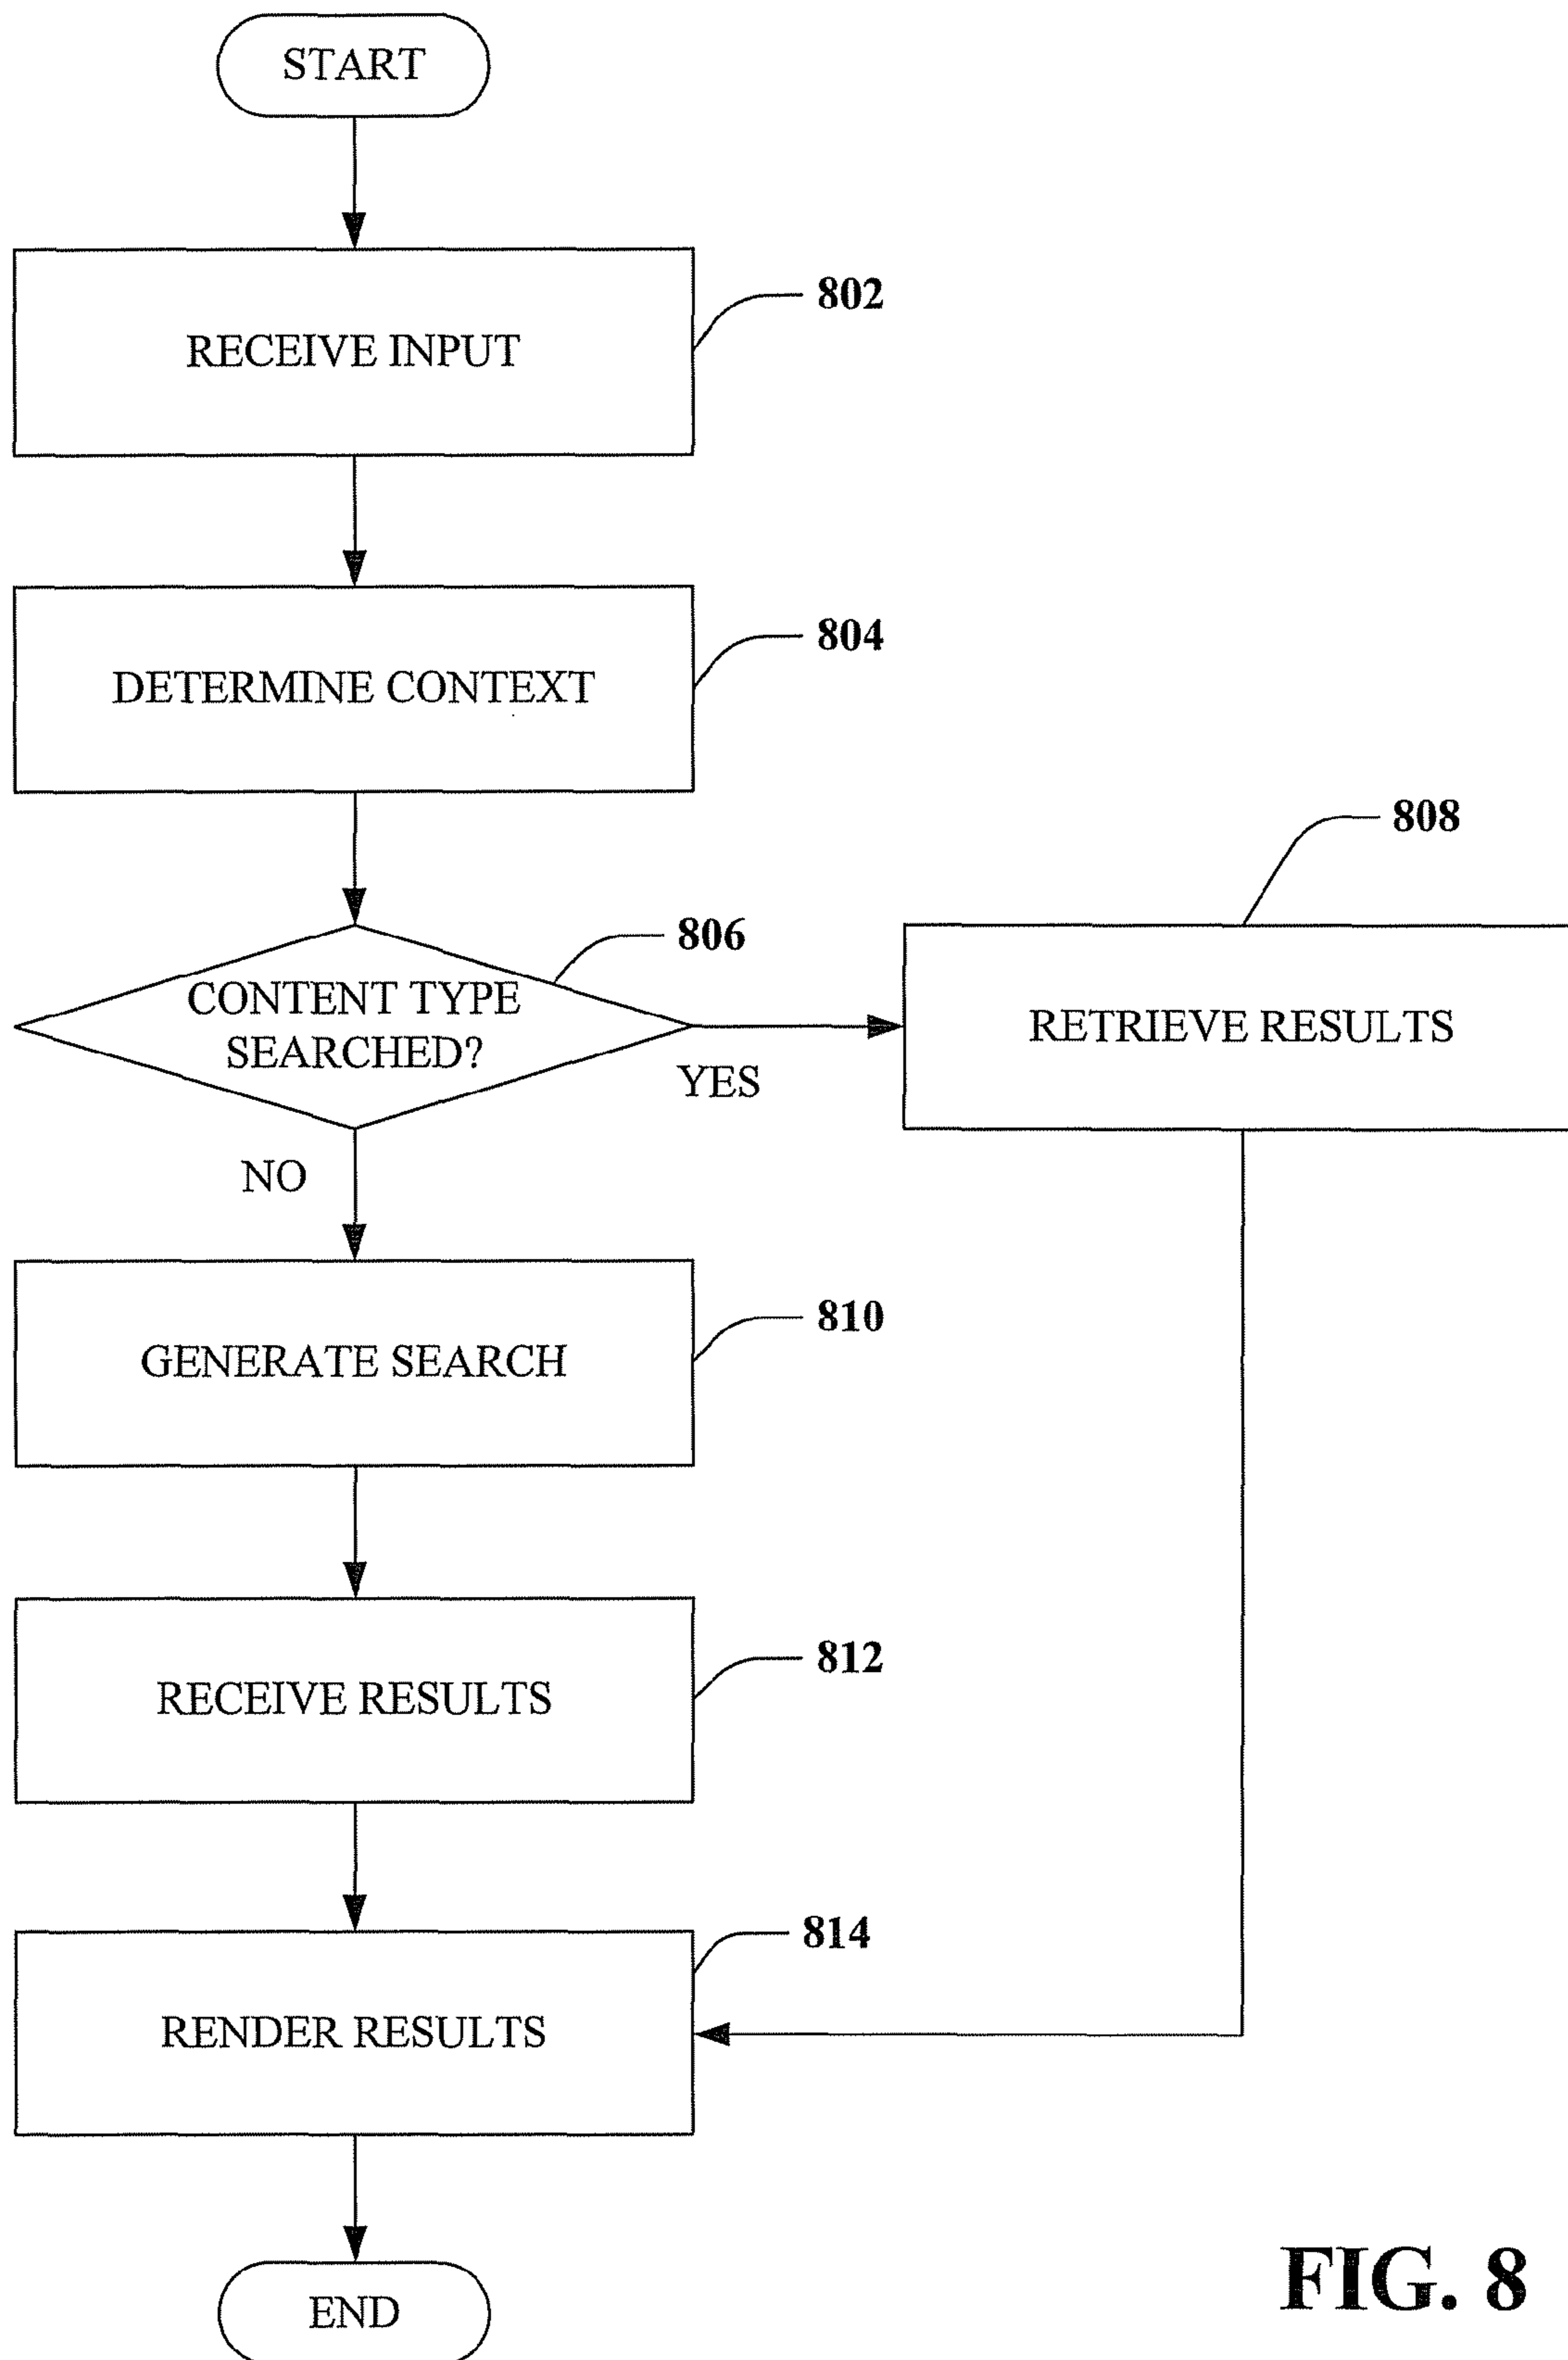 START
802
RECEIVE INPUT
804
DETERMINE CONTEXT
808
806
CONTENT TYPE
SEARCHED?
RETRIEVE RESULTS
YES
NO
810
GENERATE SEARCH
812
RECEIVE RESULTS
814
RENDER RESULTS
END
FIG. 8